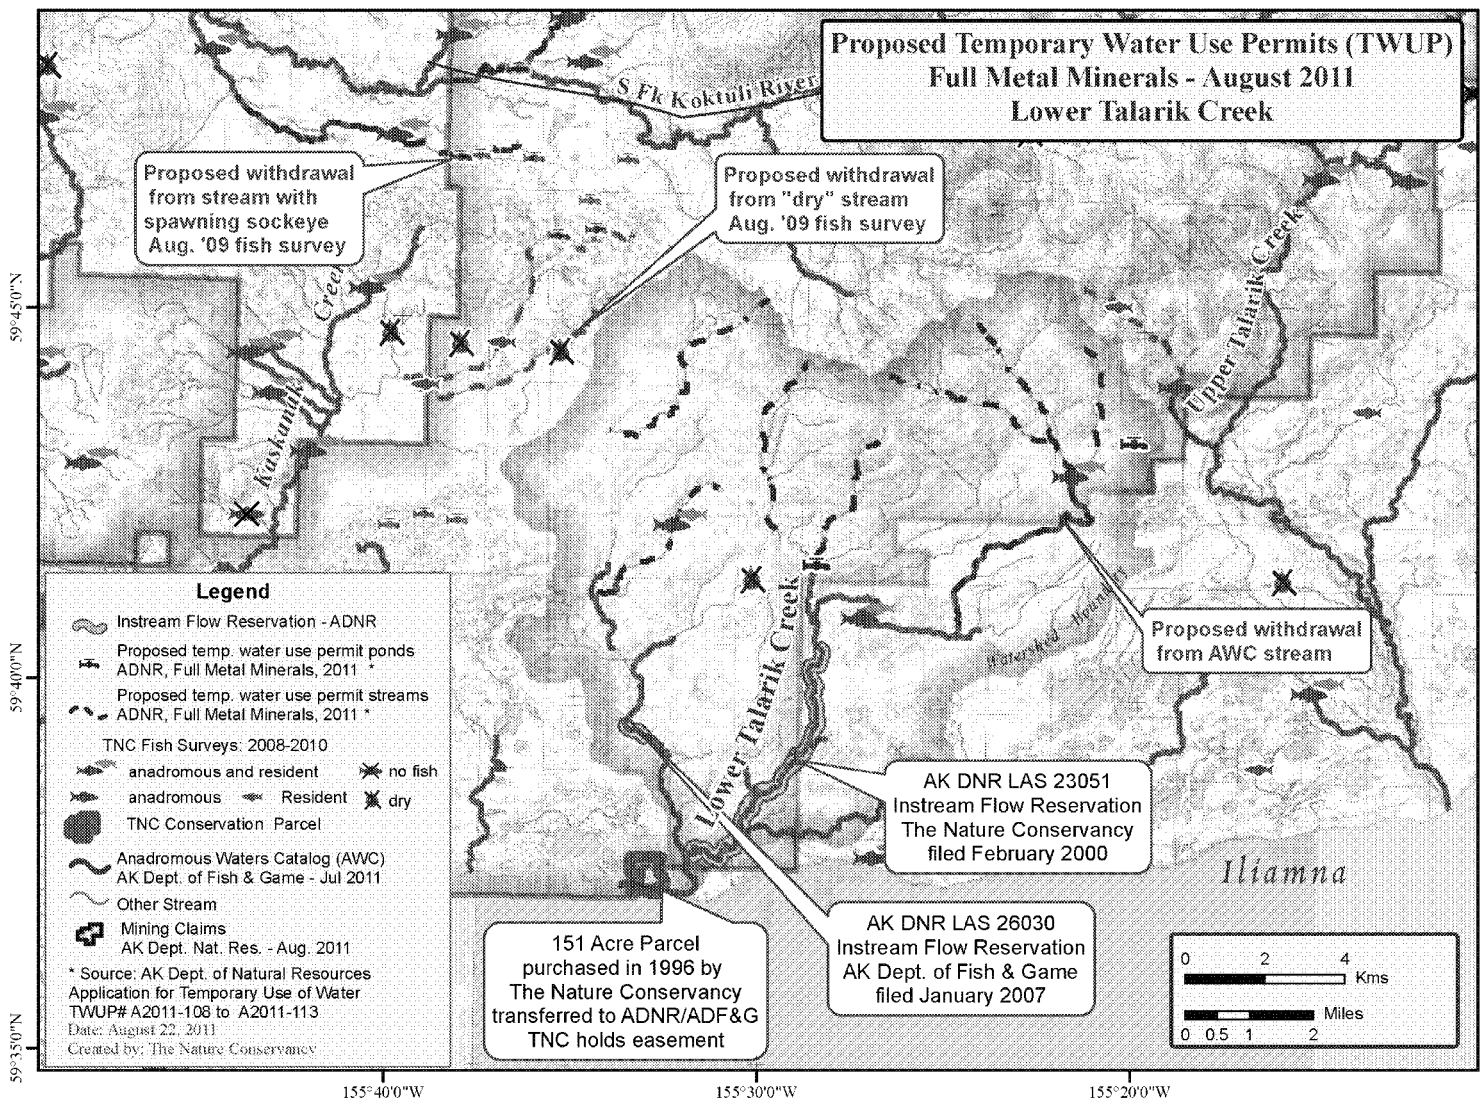 Proposed Temporary Water Use Permits (TWUP)
Full Metal Minerals - August 2011
Lower Talarik Creek
S Fk Koktuli River
Proposed withdrawal
from stream with
spawning sockeye
Aug. '09 fish survey
Proposed withdrawal
from "dry" stream
Aug. '09 fish survey
Kaskanak Creek
Upper Talarik Creek
Lower Talarik Creek
Watershed Boundary
Proposed withdrawal
from AWC stream
AK DNR LAS 23051
Instream Flow Reservation
The Nature Conservancy
filed February 2000
AK DNR LAS 26030
Instream Flow Reservation
AK Dept. of Fish & Game
filed January 2007
151 Acre Parcel
purchased in 1996 by
The Nature Conservancy
transferred to ADNR/ADF&G
TNC holds easement
Iliamna
Legend
Instream Flow Reservation - ADNR
Proposed temp. water use permit ponds
ADNR, Full Metal Minerals, 2011 *
Proposed temp. water use permit streams
ADNR, Full Metal Minerals, 2011 *
TNC Fish Surveys: 2008-2010
anadromous and resident no fish
anadromous Resident dry
TNC Conservation Parcel
Anadromous Waters Catalog (AWC)
AK Dept. of Fish & Game - Jul 2011
Other Stream
Mining Claims
AK Dept. Nat. Res. - Aug. 2011
* Source: AK Dept. of Natural Resources
Application for Temporary Use of Water
TWUP# A2011-108 to A2011-113
Date: August 22, 2011
Created by: The Nature Conservancy
0 2 4
Kms
Miles
0 0.5 1 2
59°45'0"N
59°40'0"N
59°35'0"N
155°40'0"W
155°30'0"W
155°20'0"W